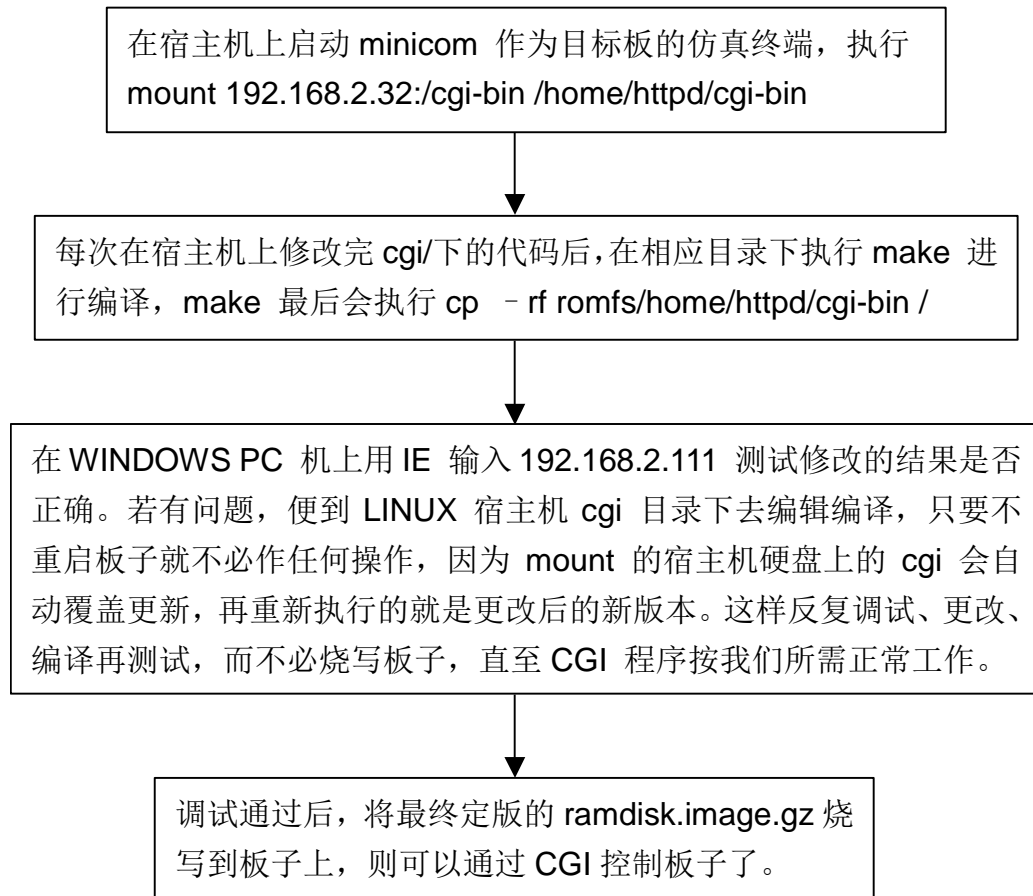 在宿主机上启动 minicom 作为目标板的仿真终端，执行
mount 192.168.2.32:/cgi-bin /home/httpd/cgi-bin
每次在宿主机上修改完 cgi/下的代码后，在相应目录下执行 make 进
行编译，make 最后会执行 cp －rf romfs/home/httpd/cgi-bin /
在 WINDOWS PC 机上用 IE 输入 192.168.2.111 测试修改的结果是否
正确。若有问题，便到 LINUX 宿主机 cgi 目录下去编辑编译，只要不
重启板子就不必作任何操作，因为 mount 的宿主机硬盘上的 cgi 会自
动覆盖更新，再重新执行的就是更改后的新版本。这样反复调试、更改、
编译再测试，而不必烧写板子，直至 CGI 程序按我们所需正常工作。
调试通过后，将最终定版的 ramdisk.image.gz 烧
写到板子上，则可以通过 CGI 控制板子了。